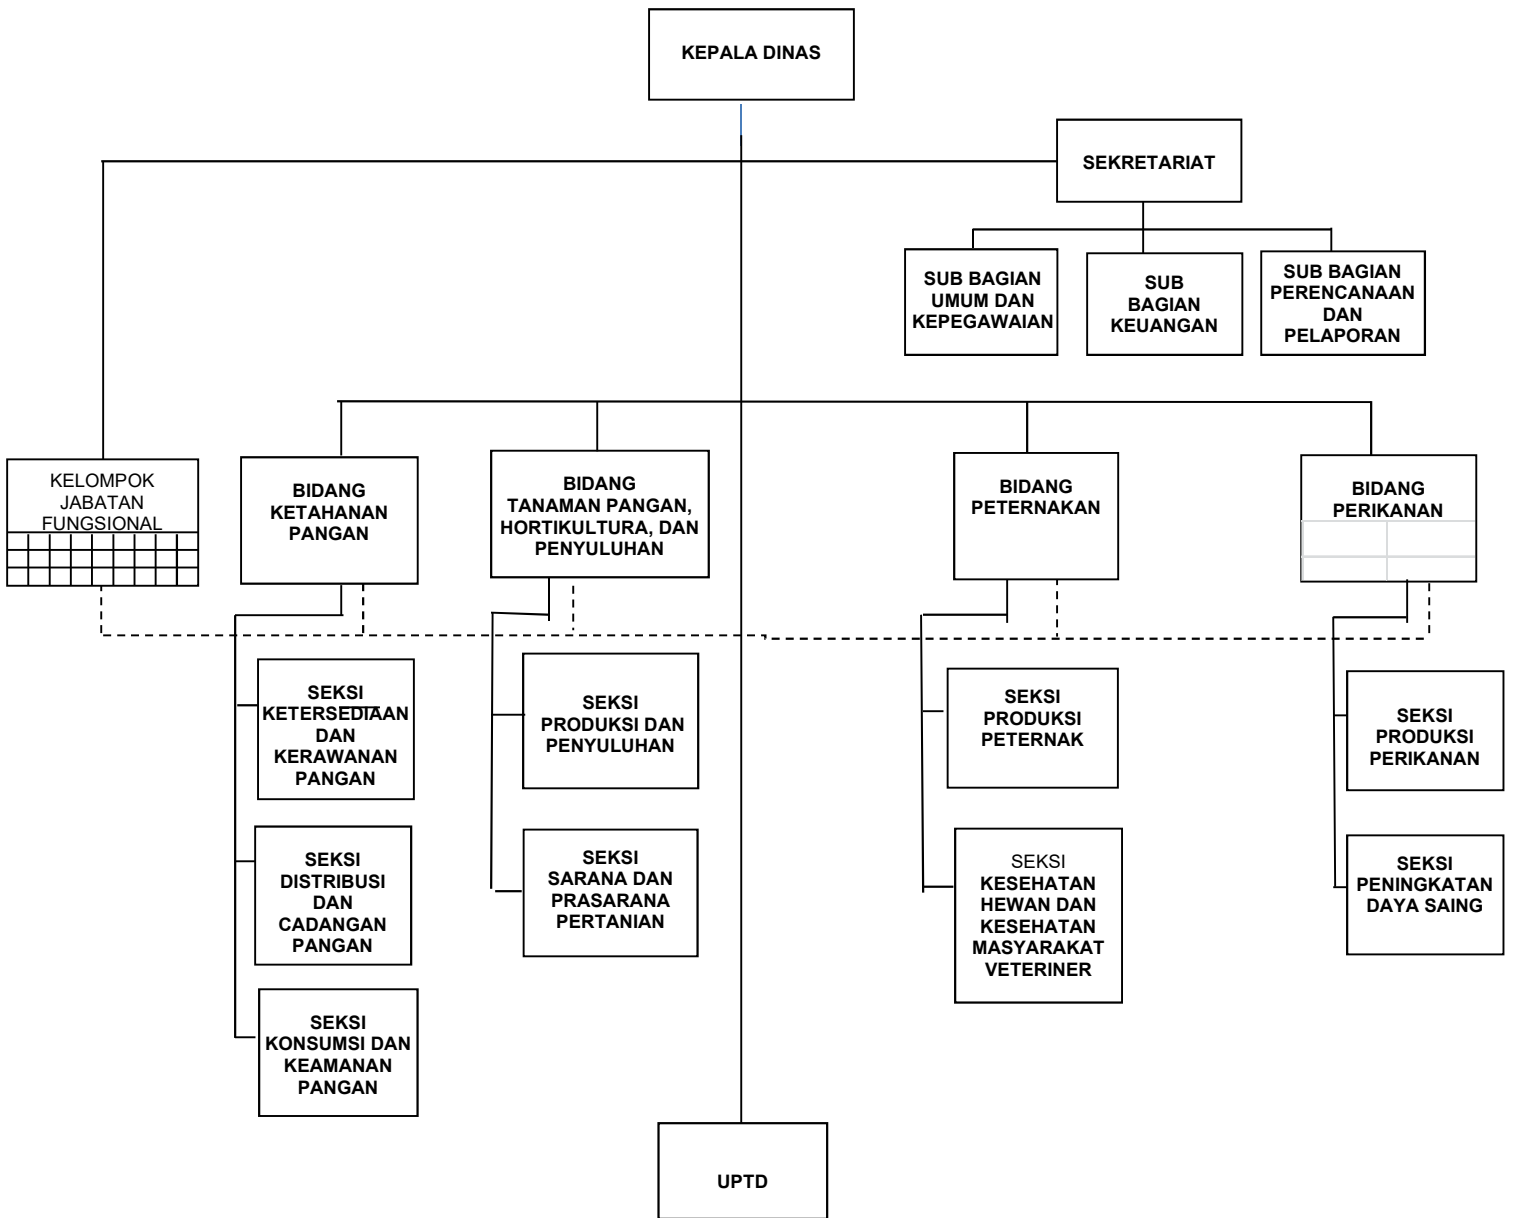 KEPALA DINAS
SEKRETARIAT
SUB BAGIAN
UMUM DAN
KEPEGAWAIAN
SUB
BAGIAN
KEUANGAN
SUB BAGIAN
PERENCANAAN
DAN
PELAPORAN
KELOMPOK
JABATAN
FUNGSIONAL
BIDANG
KETAHANAN
PANGAN
BIDANG
TANAMAN PANGAN,
HORTIKULTURA, DAN
PENYULUHAN
BIDANG
PETERNAKAN
BIDANG
PERIKANAN
SEKSI
KETERSEDIAAN
DAN
KERAWANAN
PANGAN
SEKSI
PRODUKSI DAN
PENYULUHAN
SEKSI
PRODUKSI
PETERNAK
SEKSI
PRODUKSI
PERIKANAN
SEKSI
DISTRIBUSI
DAN
CADANGAN
PANGAN
SEKSI
SARANA DAN
PRASARANA
PERTANIAN
SEKSI
KESEHATAN
HEWAN DAN
KESEHATAN
MASYARAKAT
VETERINER
SEKSI
PENINGKATAN
DAYA SAING
SEKSI
KONSUMSI DAN
KEAMANAN
PANGAN
UPTD